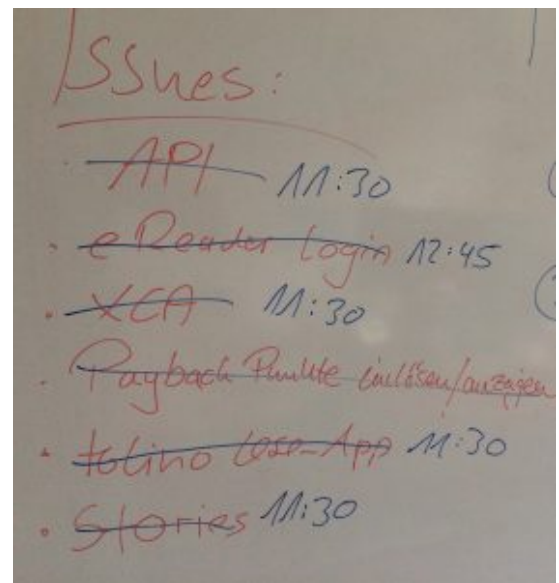 Issues:
API 11:30
eReader Login 12:45
XCA 11:30
Payback Punkte einlösen/anzeigen
tolino Lese-App 11:30
Stories 11:30